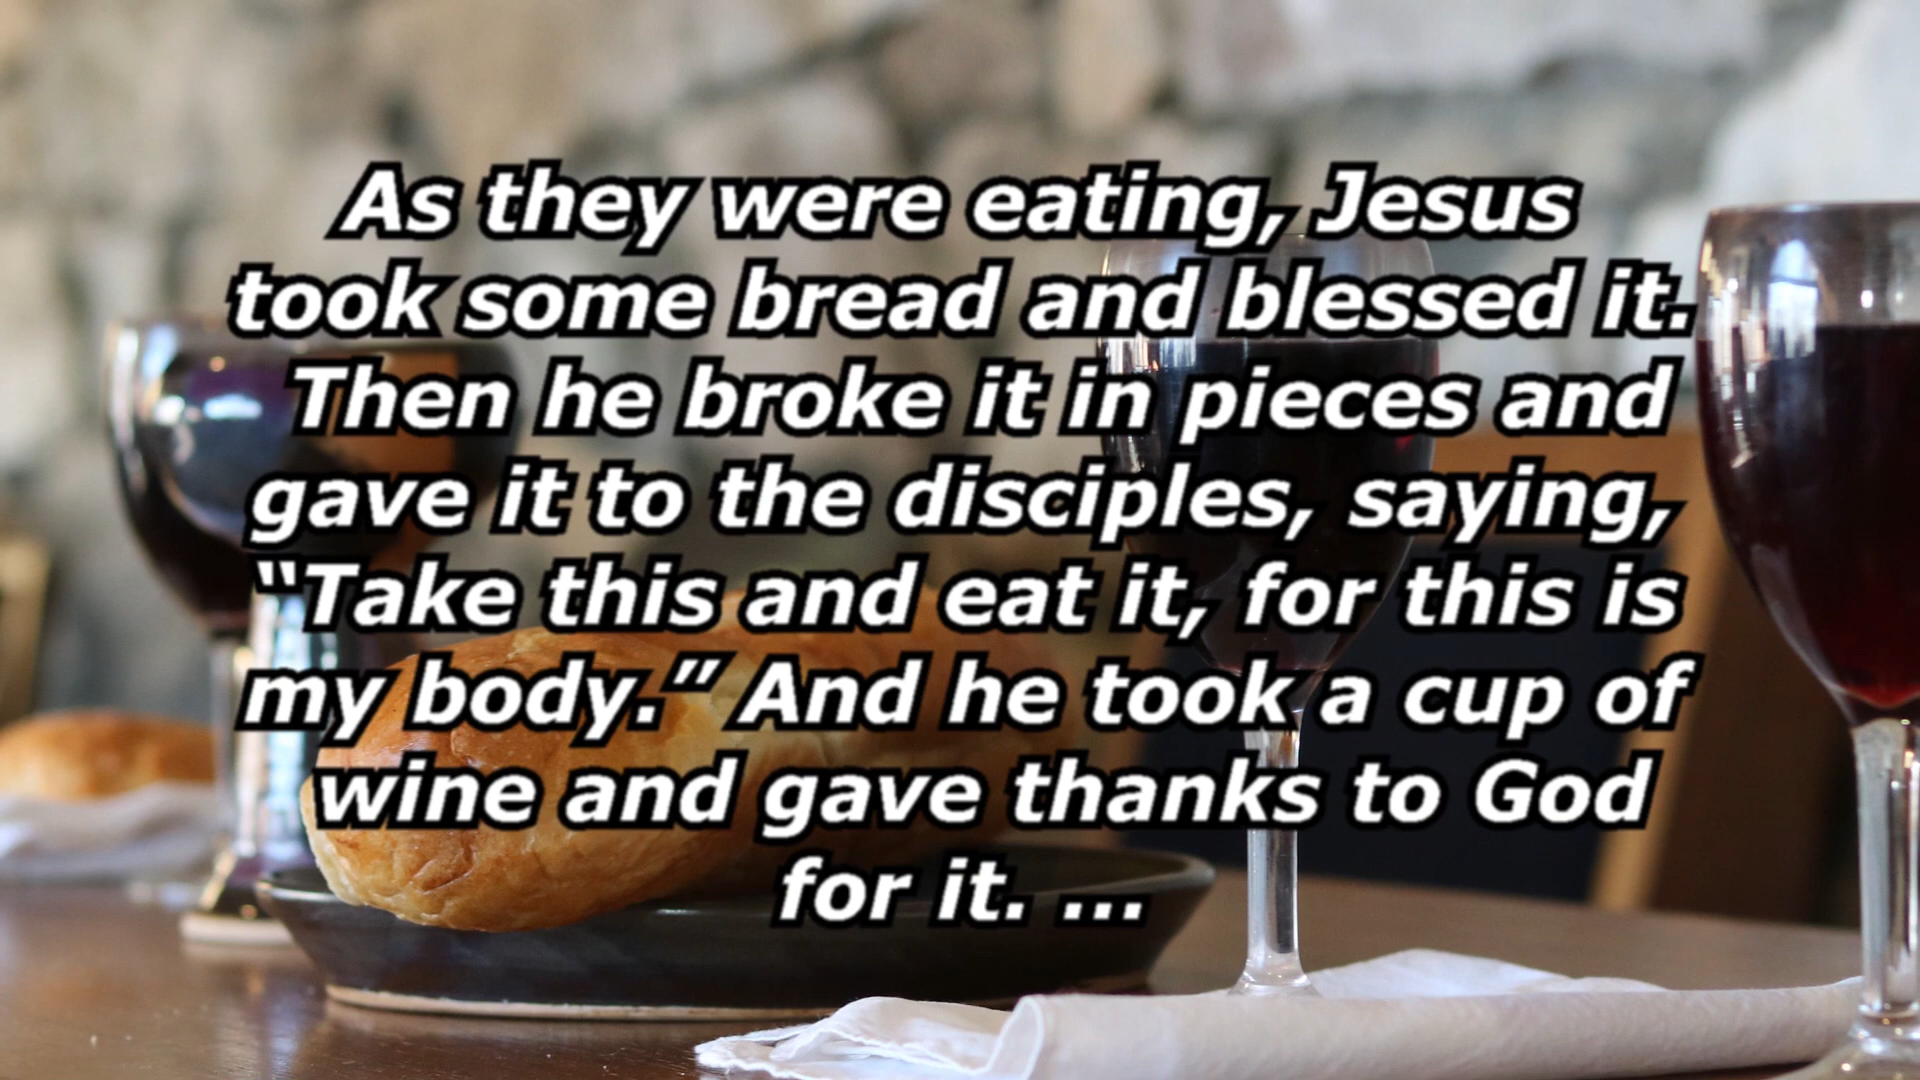 As they were eating, Jesus
took some bread and blessed it.
Then he broke it in pieces and
gave it to the disciples, saying,
“Take this and eat it, for this is
my body.” And he took a cup of
wine and gave thanks to God
for it. ...